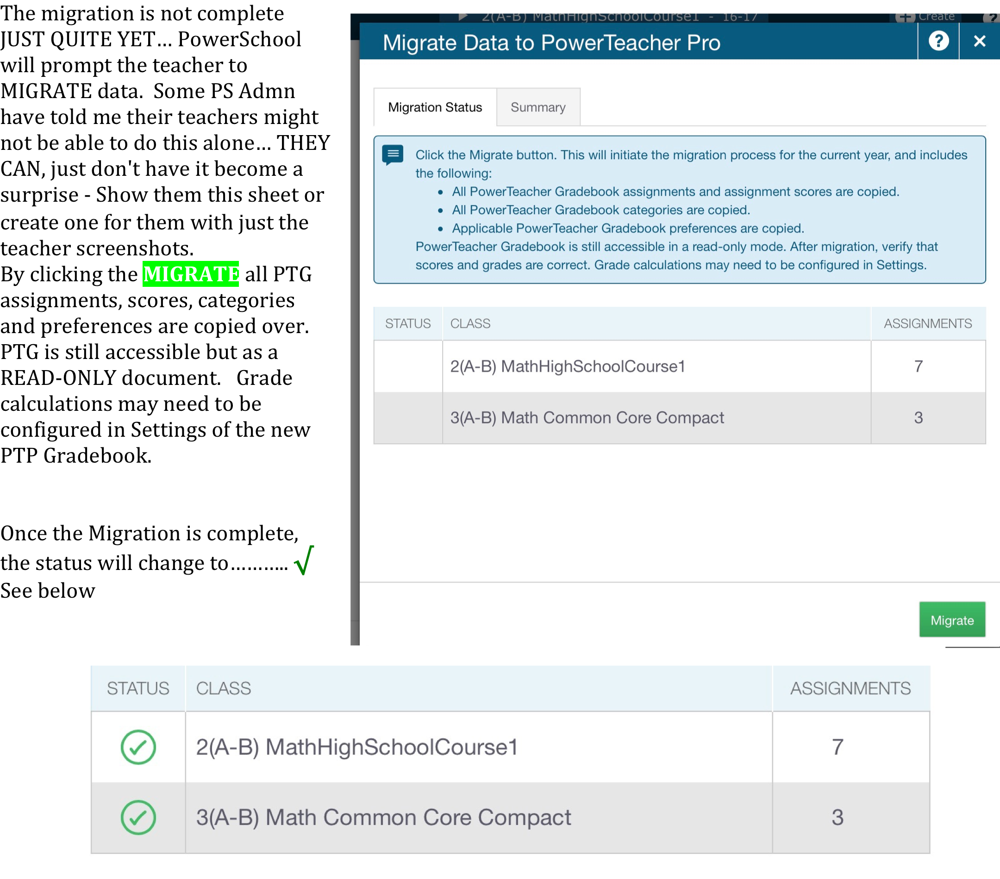 The migration is not complete
JUST QUITE YET... PowerSchool
will prompt the teacher to
MIGRATE data.  Some PS Admn
have told me their teachers might
not be able to do this alone... THEY
CAN, just don't have it become a
surprise - Show them this sheet or
create one for them with just the
teacher screenshots.
By clicking the MIGRATE all PTG
assignments, scores, categories
and preferences are copied over.
PTG is still accessible but as a
READ-ONLY document.   Grade
calculations may need to be
configured in Settings of the new
PTP Gradebook.
Once the Migration is complete,
the status will change to........... √
See below
2(A-B) MathHighSchoolCourse1 - 16-17
Create
?
Migrate Data to PowerTeacher Pro
? ×
Migration Status Summary
Click the Migrate button. This will initiate the migration process for the current year, and includes
the following:
• All PowerTeacher Gradebook assignments and assignment scores are copied.
• All PowerTeacher Gradebook categories are copied.
• Applicable PowerTeacher Gradebook preferences are copied.
PowerTeacher Gradebook is still accessible in a read-only mode. After migration, verify that
scores and grades are correct. Grade calculations may need to be configured in Settings.
STATUS CLASS ASSIGNMENTS
2(A-B) MathHighSchoolCourse1 7
3(A-B) Math Common Core Compact 3
Migrate
STATUS CLASS ASSIGNMENTS
2(A-B) MathHighSchoolCourse1 7
3(A-B) Math Common Core Compact 3